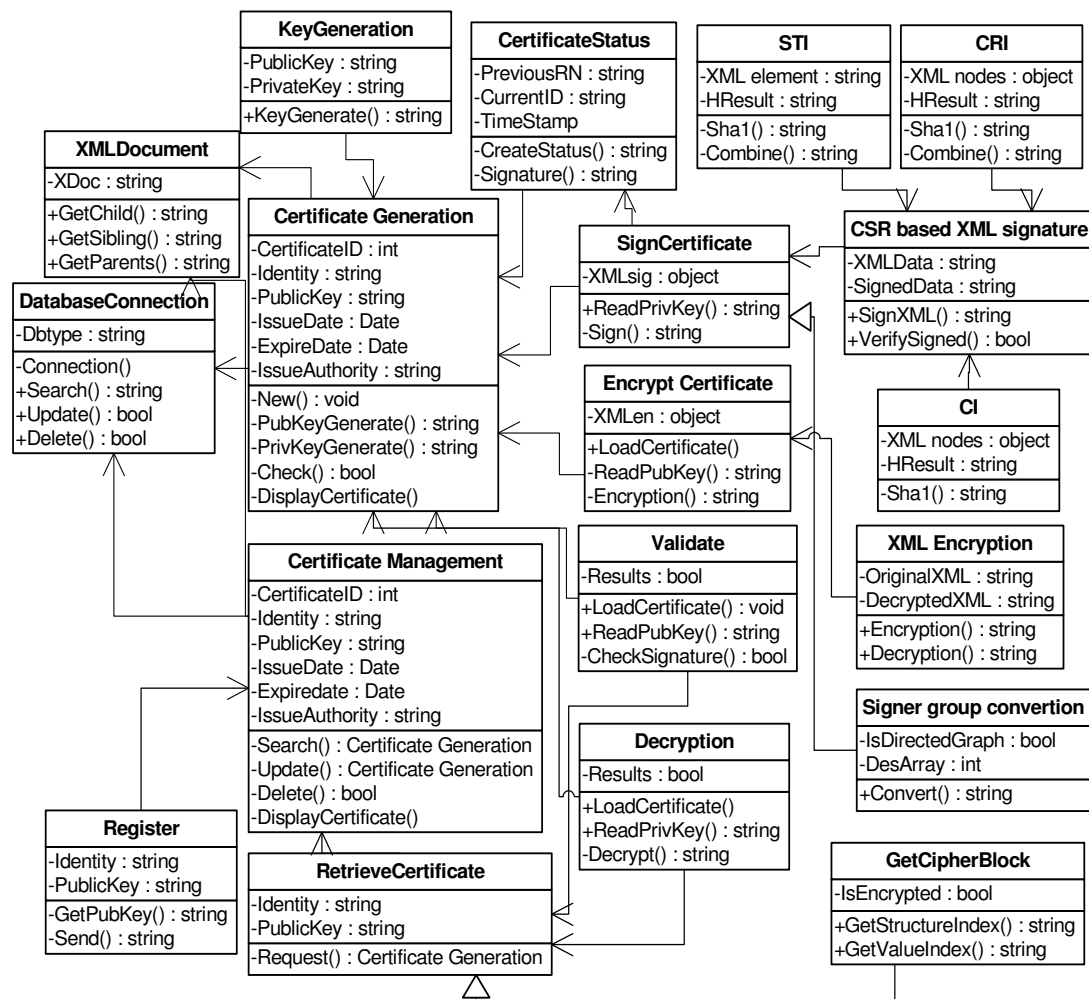 KeyGeneration
-PublicKey : string
-PrivateKey : string
+KeyGenerate() : string
CertificateStatus
-PreviousRN : string
-CurrentID : string
-TimeStamp
-CreateStatus() : string
-Signature() : string
STI
-XML element : string
-HResult : string
-Sha1() : string
-Combine() : string
CRI
-XML nodes : object
-HResult : string
-Sha1() : string
-Combine() : string
XMLDocument
-XDoc : string
+GetChild() : string
+GetSibling() : string
+GetParents() : string
Certificate Generation
-CertificateID : int
-Identity : string
-PublicKey : string
-IssueDate : Date
-ExpireDate : Date
-IssueAuthority : string
-New() : void
-PubKeyGenerate() : string
-PrivKeyGenerate() : string
-Check() : bool
-DisplayCertificate()
SignCertificate
-XMLsig : object
+ReadPrivKey() : string
-Sign() : string
CSR based XML signature
-XMLData : string
-SignedData : string
+SignXML() : string
+VerifySigned() : bool
DatabaseConnection
-Dbtype : string
-Connection()
+Search() : string
+Update() : bool
+Delete() : bool
Encrypt Certificate
-XMLen : object
+LoadCertificate()
-ReadPubKey() : string
-Encryption() : string
CI
-XML nodes : object
-HResult : string
-Sha1() : string
Certificate Management
-CertificateID : int
-Identity : string
-PublicKey : string
-IssueDate : Date
-Expiredate : Date
-IssueAuthority : string
-Search() : Certificate Generation
-Update() : Certificate Generation
-Delete() : bool
-DisplayCertificate()
Validate
-Results : bool
+LoadCertificate() : void
+ReadPubKey() : string
-CheckSignature() : bool
XML Encryption
-OriginalXML : string
-DecryptedXML : string
+Encryption() : string
+Decryption() : string
Signer group convertion
-IsDirectedGraph : bool
-DesArray : int
+Convert() : string
Decryption
-Results : bool
+LoadCertificate()
+ReadPrivKey() : string
-Decrypt() : string
Register
-Identity : string
-PublicKey : string
-GetPubKey() : string
-Send() : string
RetrieveCertificate
-Identity : string
-PublicKey : string
-Request() : Certificate Generation
GetCipherBlock
-IsEncrypted : bool
+GetStructureIndex() : string
+GetValueIndex() : string